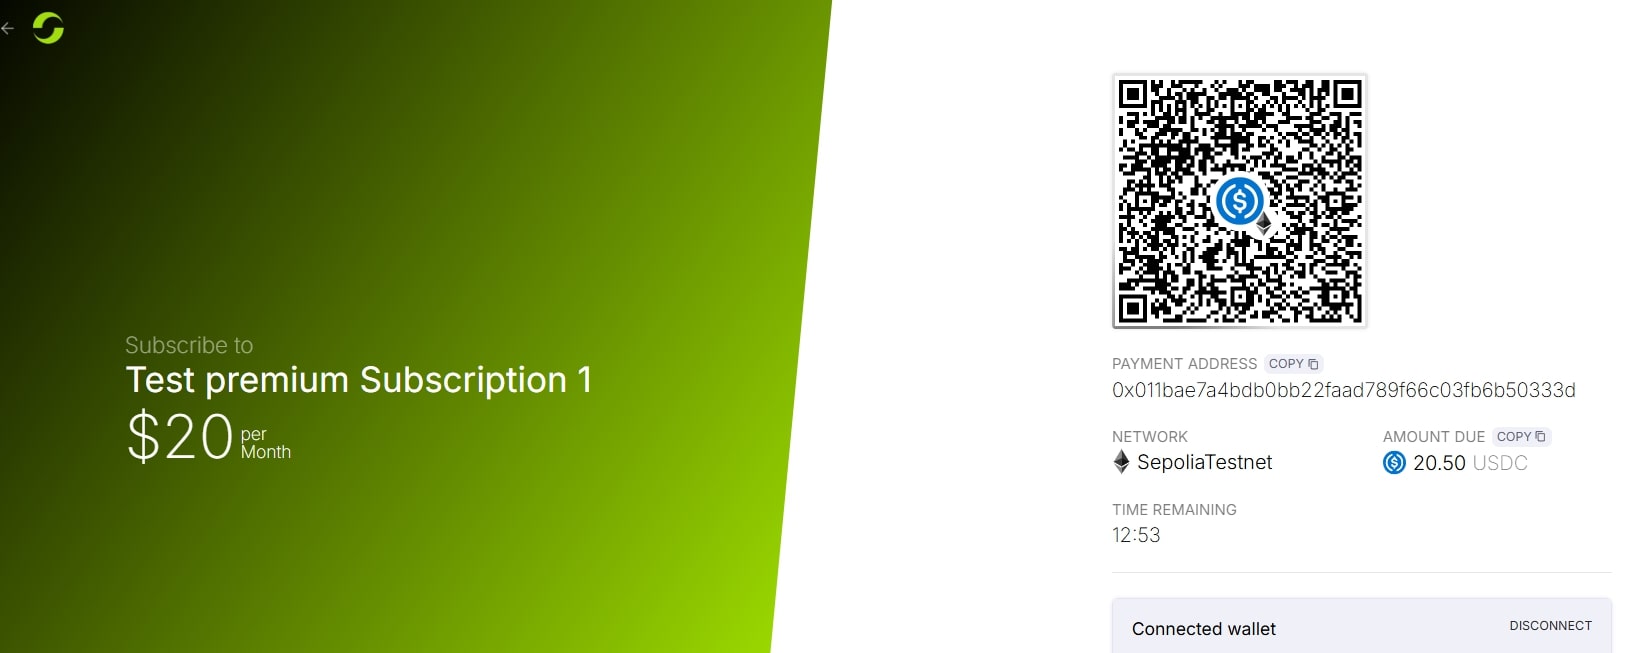 Subscribe to
Test premium Subscription 1
$20 per Month
PAYMENT ADDRESS COPY
0x011bae7a4bdb0bb22faad789f66c03fb6b50333d
NETWORK
SepoliaTestnet
AMOUNT DUE COPY
20.50 USDC
TIME REMAINING
12:53
Connected wallet
DISCONNECT